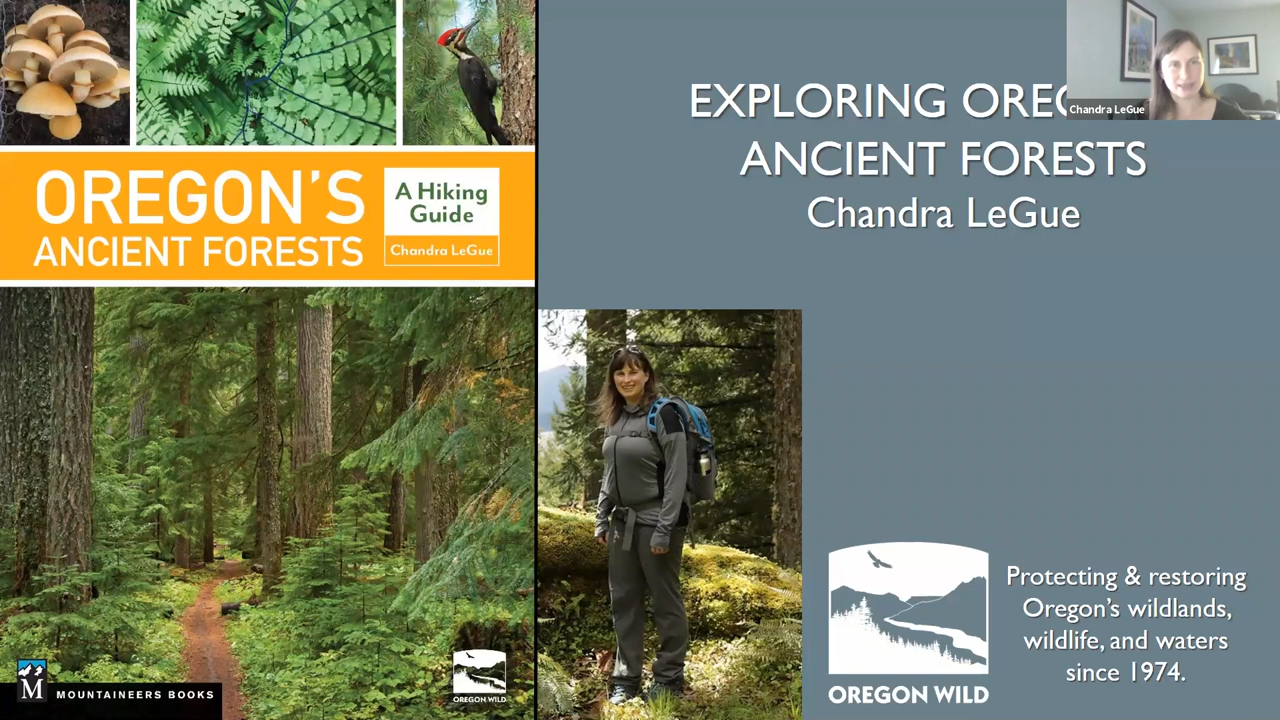 OREGON'S
ANCIENT FORESTS
A Hiking
Guide
Chandra LeGue
M
MOUNTAINEERS BOOKS
OREGON WILD
EXPLORING
ANCIENT FORESTS
Chandra LeGue
Chandra LeGue
OREGON WILD
Protecting & restoring
Oregon's wildlands,
wildlife, and waters
since 1974.